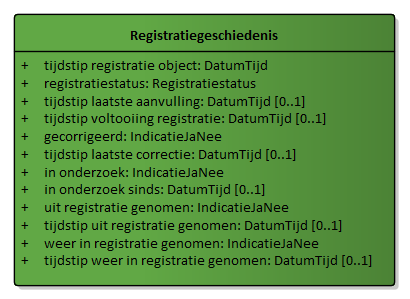 Registratiegeschiedenis
+ tijdstip registratie object: DatumTijd
+ registratiestatus: Registratiestatus
+ tijdstip laatste aanvulling: DatumTijd [0..1]
+ tijdstip voltooiing registratie: DatumTijd [0..1]
+ gecorrigeerd: IndicatieJaNee
+ tijdstip laatste correctie: DatumTijd [0..1]
+ in onderzoek: IndicatieJaNee
+ in onderzoek sinds: DatumTijd [0..1]
+ uit registratie genomen: IndicatieJaNee
+ tijdstip uit registratie genomen: DatumTijd [0..1]
+ weer in registratie genomen: IndicatieJaNee
+ tijdstip weer in registratie genomen: DatumTijd [0..1]